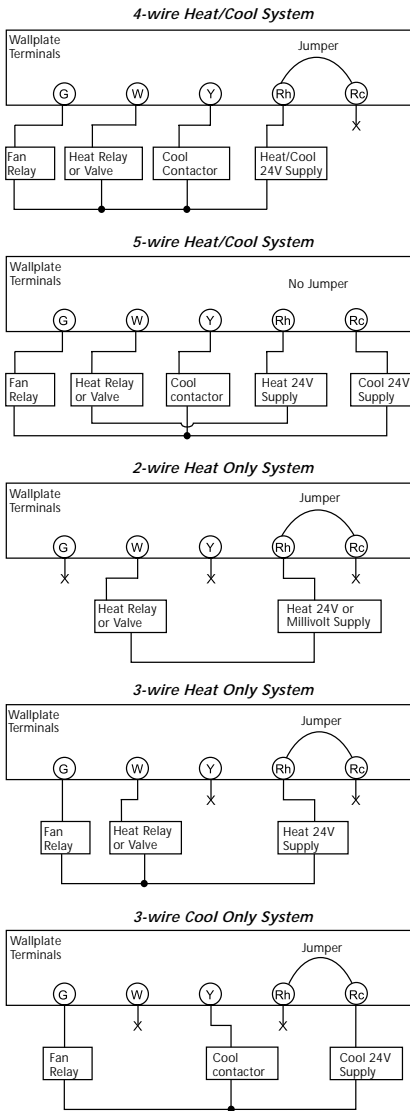 4-wire Heat/Cool System
Wallplate
Terminals
Jumper
G W Y Rh Rc
X
Fan
Relay
Heat Relay
or Valve
Cool
Contactor
Heat/Cool
24V Supply
5-wire Heat/Cool System
Wallplate
Terminals
No Jumper
G W Y Rh Rc
Fan
Relay
Heat Relay
or Valve
Cool
contactor
Heat 24V
Supply
Cool 24V
Supply
2-wire Heat Only System
Wallplate
Terminals
Jumper
G W Y Rh Rc
X X X
Heat Relay
or Valve
Heat 24V or
Millivolt Supply
3-wire Heat Only System
Wallplate
Terminals
Jumper
G W Y Rh Rc
X X
Fan
Relay
Heat Relay
or Valve
Heat 24V
Supply
3-wire Cool Only System
Wallplate
Terminals
Jumper
G W Y Rh Rc
X X
Fan
Relay
Cool
contactor
Cool 24V
Supply